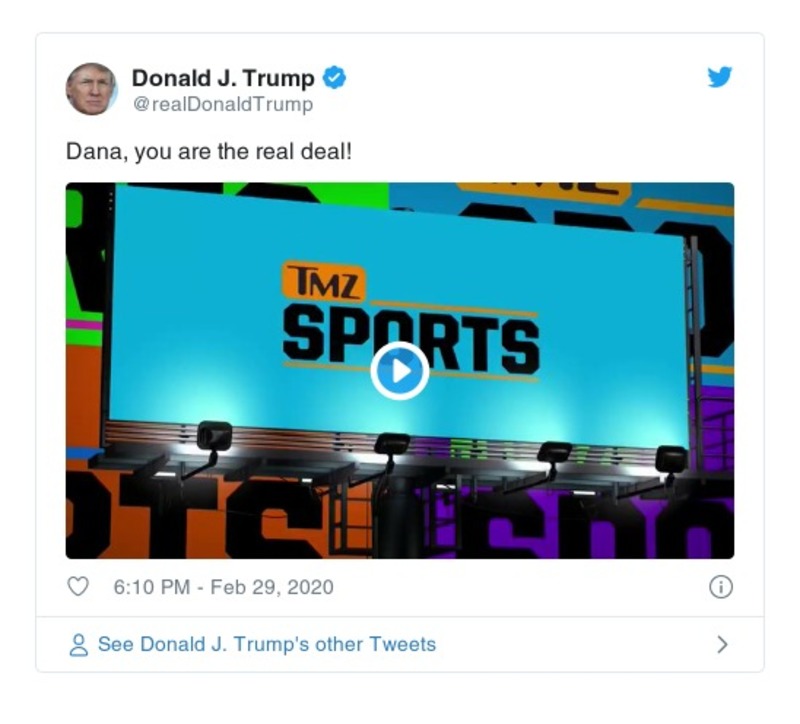 Donald J. Trump
@realDonaldTrump
Dana, you are the real deal!
TMZ
SPORTS
6:10 PM - Feb 29, 2020
See Donald J. Trump's other Tweets